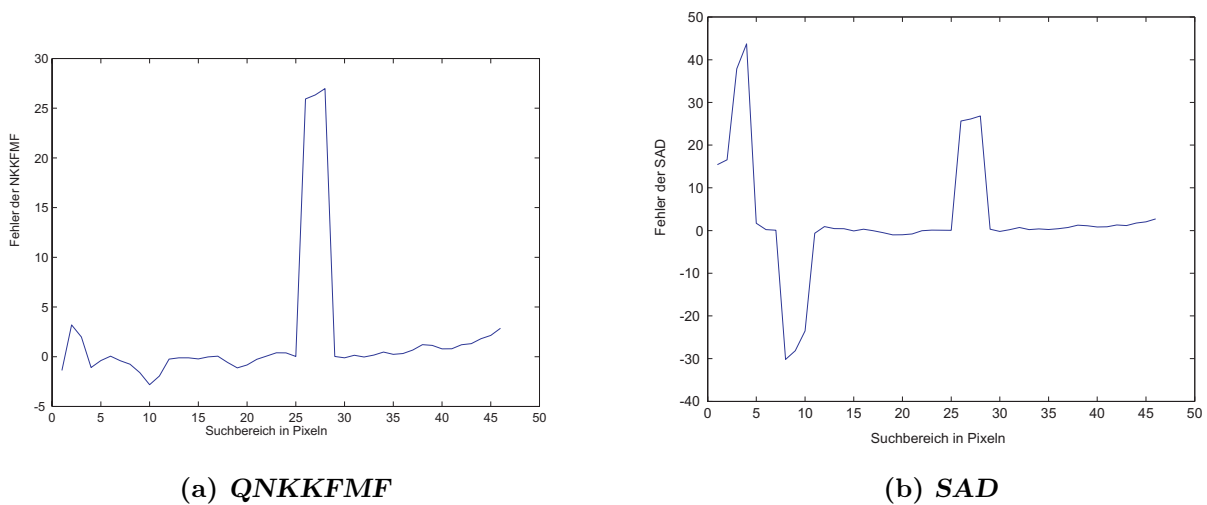 30
25
20
15
10
5
0
-5
Fehler der NKKFMF
0 5 10 15 20 25 30 35 40 45 50
Suchbereich in Pixeln
(a) QNKKFMF
50
40
30
20
10
0
-10
-20
-30
-40
Fehler der SAD
0 5 10 15 20 25 30 35 40 45 50
Suchbereich in Pixeln
(b) SAD